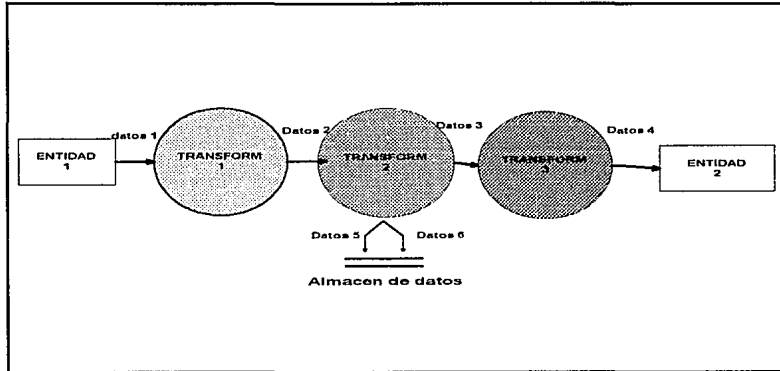 datos 1
Datos 2
Datos 3
Datos 4
ENTIDAD
1
TRANSFORM
1
TRANSFORM
2
TRANSFORM
3
ENTIDAD
2
Datos 5
Datos 6
Almacen de datos